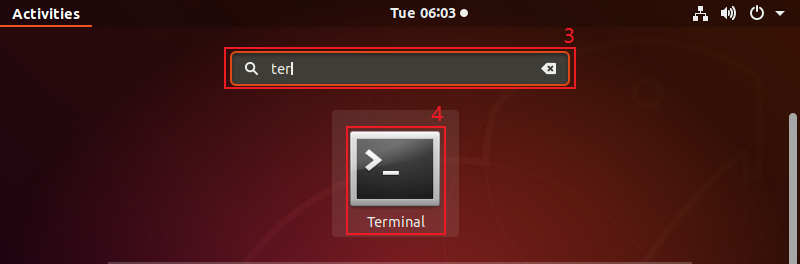 Activities Tue 06:03
3
ter
4
>_
Terminal